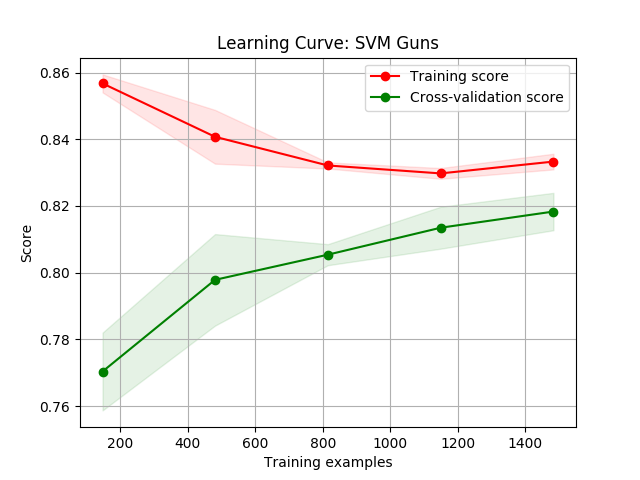 Learning Curve: SVM Guns
Training score
Cross-validation score
Score
0.86
0.84
0.82
0.80
0.78
0.76
200 400 600 800 1000 1200 1400
Training examples